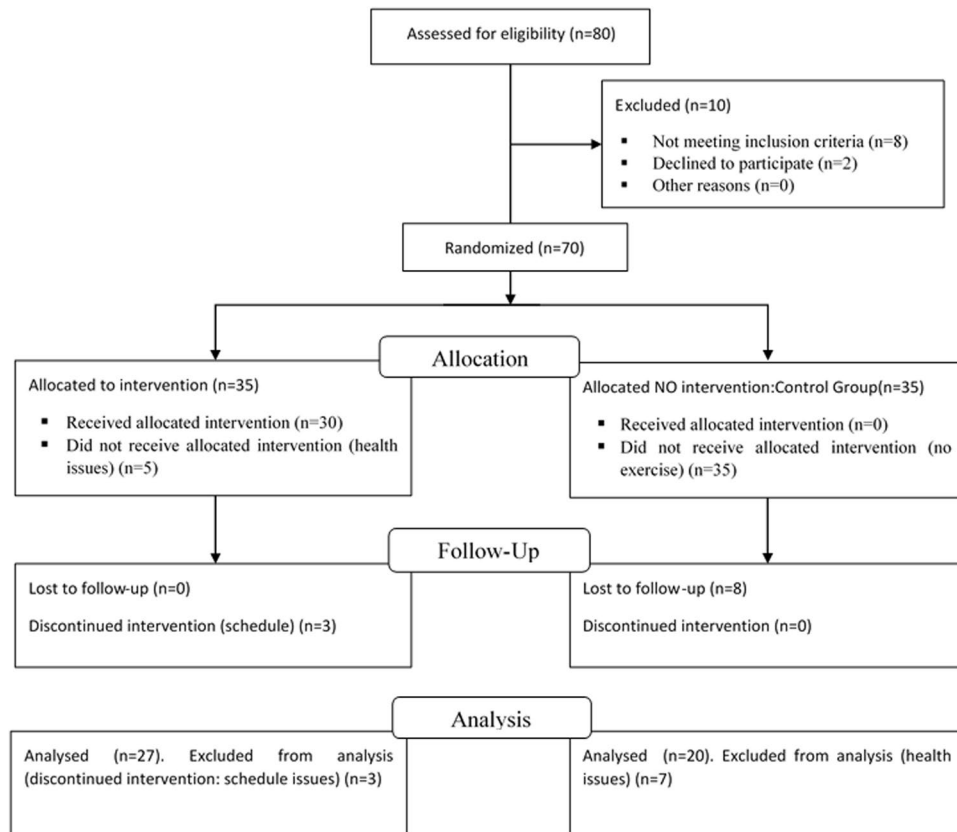 Assessed for eligibility (n=80)
Excluded (n=10)
▪ Not meeting inclusion criteria (n=8)
▪ Declined to participate (n=2)
▪ Other reasons (n=0)
Randomized (n=70)
Allocation
Allocated to intervention (n=35)
▪ Received allocated intervention (n=30)
▪ Did not receive allocated intervention (health
issues) (n=5)
Allocated NO intervention:Control Group(n=35)
▪ Received allocated intervention (n=0)
▪ Did not receive allocated intervention (no
exercise) (n=35)
Follow-Up
Lost to follow-up (n=0)
Discontinued intervention (schedule) (n=3)
Lost to follow-up (n=8)
Discontinued intervention (n=0)
Analysis
Analysed (n=27). Excluded from analysis
(discontinued intervention: schedule issues) (n=3)
Analysed (n=20). Excluded from analysis (health
issues) (n=7)